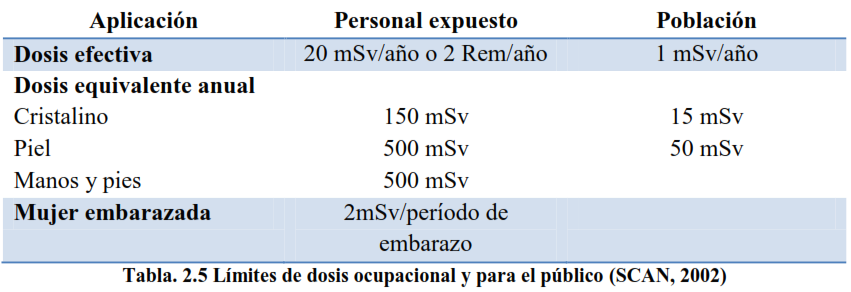 Aplicación Personal expuesto Población
Dosis efectiva 20 mSv/año o 2 Rem/año 1 mSv/año
Dosis equivalente anual
Cristalino 150 mSv 15 mSv
Piel 500 mSv 50 mSv
Manos y pies 500 mSv
Mujer embarazada 2mSv/período de
embarazo
Tabla. 2.5 Límites de dosis ocupacional y para el público (SCAN, 2002)